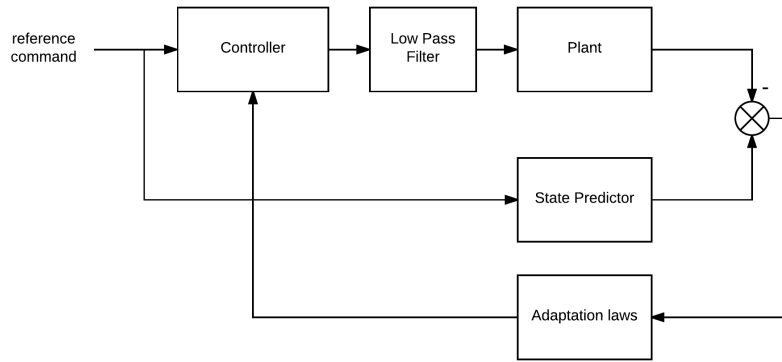 reference
command
Controller
Low Pass
Filter
Plant
-
State Predictor
Adaptation laws